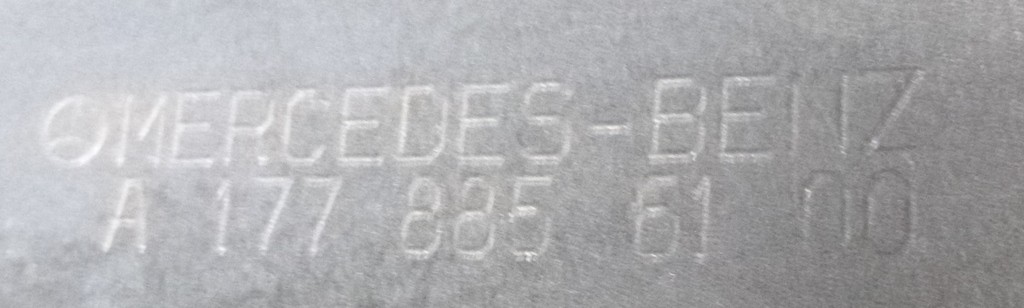 MERCEDES-BENZ
A 177 885 61 00